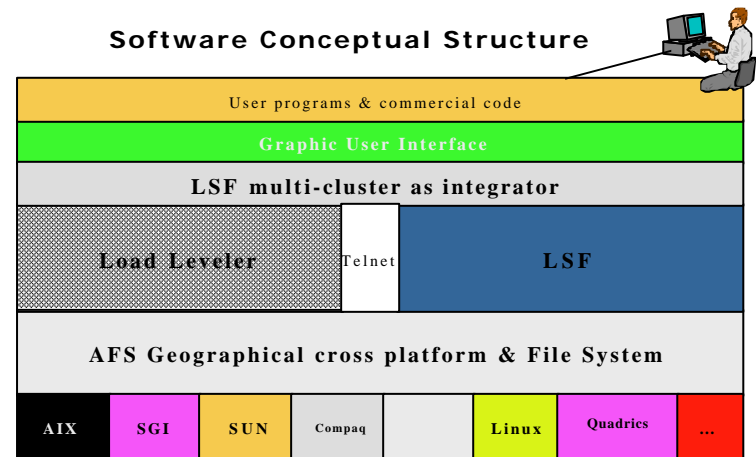 Software Conceptual Structure
User programs & commercial code
Graphic User Interface
LSF multi-cluster as integrator
Load Leveler
Telnet
LSF
AFS Geographical cross platform & File System
AIX
SGI
SUN
Compaq
Linux
Quadrics
...